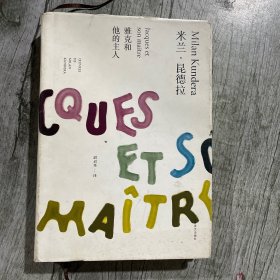 Milan Kundera
米兰·昆德拉
Jacques et
son maître
雅克和
他的主人
CQUES
ET SO
MAÎTR